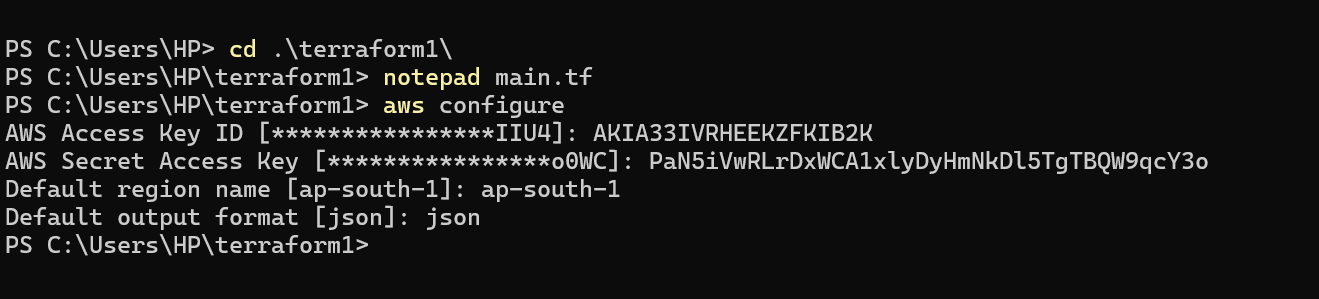 PS C:\Users\HP> cd .\terraform1\
PS C:\Users\HP\terraform1> notepad main.tf
PS C:\Users\HP\terraform1> aws configure
AWS Access Key ID [****************IIU4]: AKIA33IVRHEEKZFKIB2K
AWS Secret Access Key [****************o0WC]: 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
Default region name [ap-south-1]: ap-south-1
Default output format [json]: json
PS C:\Users\HP\terraform1>